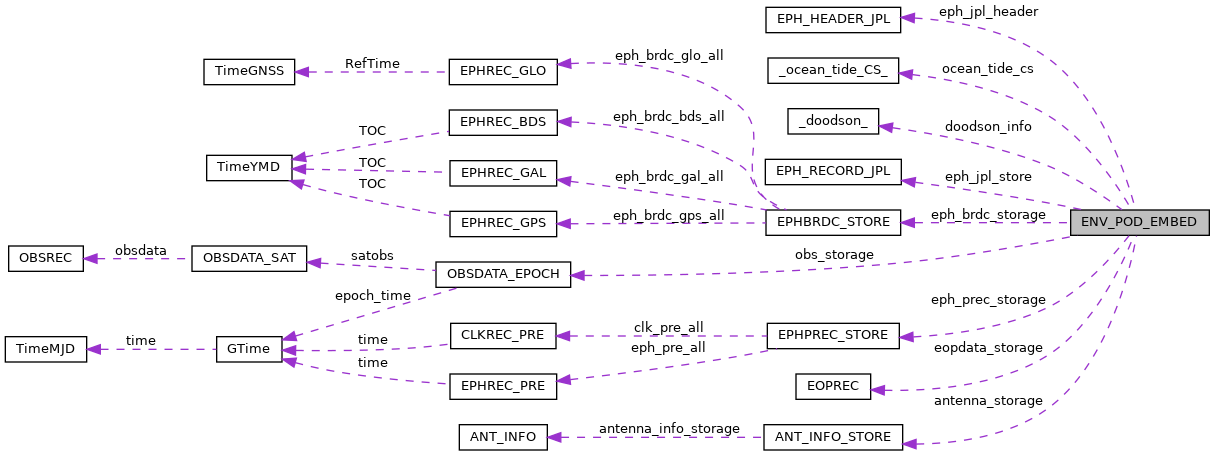 eph_jpl_header
EPH_HEADER_JPL
eph_brdc_glo_all
RefTime
TimeGNSS
EPHREC_GLO
_ocean_tide_CS_
ocean_tide_cs
eph_brdc_bds_all
EPHREC_BDS
_doodson_
doodson_info
TOC
TimeYMD
TOC
EPHREC_GAL
eph_brdc_gal_all
EPH_RECORD_JPL
eph_jpl_store
TOC
EPHREC_GPS
eph_brdc_gps_all
EPHBRDC_STORE
eph_brdc_storage
ENV_POD_EMBED
OBSREC
obsdata
OBSDATA_SAT
satobs
OBSDATA_EPOCH
obs_storage
epoch_time
eph_prec_storage
TimeMJD
time
GTime
time
CLKREC_PRE
clk_pre_all
EPHPREC_STORE
eph_pre_all
eopdata_storage
time
EPHREC_PRE
EOPREC
antenna_storage
ANT_INFO
antenna_info_storage
ANT_INFO_STORE